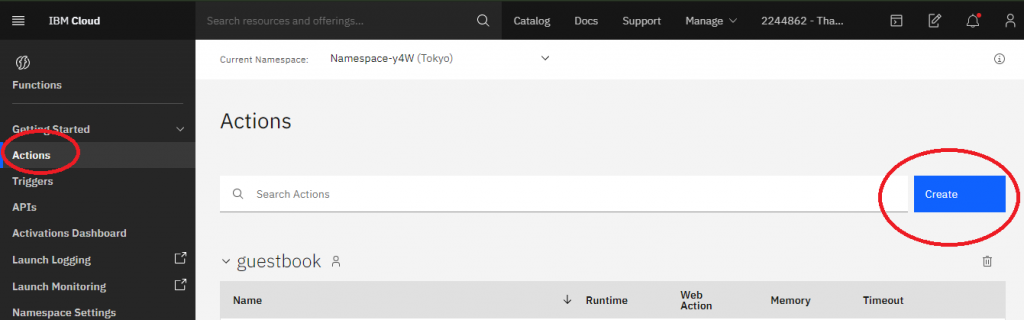 IBM Cloud
Search resources and offerings...
Catalog
Docs
Support
Manage
2244862 - Tha...
Functions
Getting Started
Actions
Triggers
APIs
Activations Dashboard
Launch Logging
Launch Monitoring
Namespace Settings
Current Namespace:
Namespace-y4W (Tokyo)
Actions
Search Actions
Create
guestbook
Name
Runtime
Web
Action
Memory
Timeout